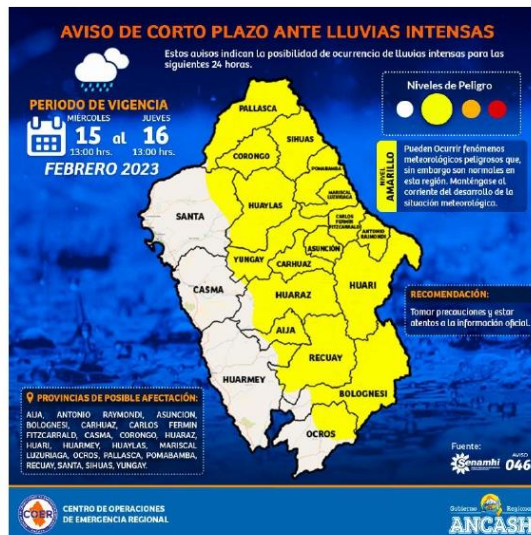 AVISO DE CORTO PLAZO ANTE LLUVIAS INTENSAS
Estos avisos indican la posibilidad de ocurrencia de lluvias intensas para las
siguientes 24 horas.
PERIODO DE VIGENCIA
MIÉRCOLES
15
13:00 hrs.
al
JUEVES
16
13:00 hrs.
FEBRERO 2023
Niveles de Peligro
NIVEL
AMARILLO
Pueden Ocurrir fenómenos
meteorológicos peligrosos que,
sin embargo son normales en
esta región. Manténgase al
corriente del desarrollo de la
situación meteorológica.
PALLASCA
SIHUAS
CORONGO
POMABAMBA
MARISCAL
LUZURIAGA
HUAYLAS
SANTA
CARLOS
FERMIN
FITZCARRALD
ANTONIO
RAIMONDI
ASUNCIÓN
YUNGAY
CARHUAZ
HUARI
CASMA
HUARAZ
AIJA
RECUAY
HUARMEY
BOLOGNESI
OCROS
RECOMENDACIÓN:
Tomar precauciones y estar
atentos a la información oficial.
PROVINCIAS DE POSIBLE AFECTACIÓN:
AIJA, ANTONIO RAYMONDI, ASUNCION,
BOLOGNESI, CARHUAZ, CARLOS FERMIN
FITZCARRALD, CASMA, CORONGO, HUARAZ,
HUARI, HUARMEY, HUAYLAS, MARISCAL
LUZURIAGA, OCROS, PALLASCA, POMABAMBA,
RECUAY, SANTA, SIHUAS, YUNGAY.
Fuente:
Senamhi
AVISO
046
COER
CENTRO DE OPERACIONES
DE EMERGENCIA REGIONAL
Gobierno Regional
ANCASH